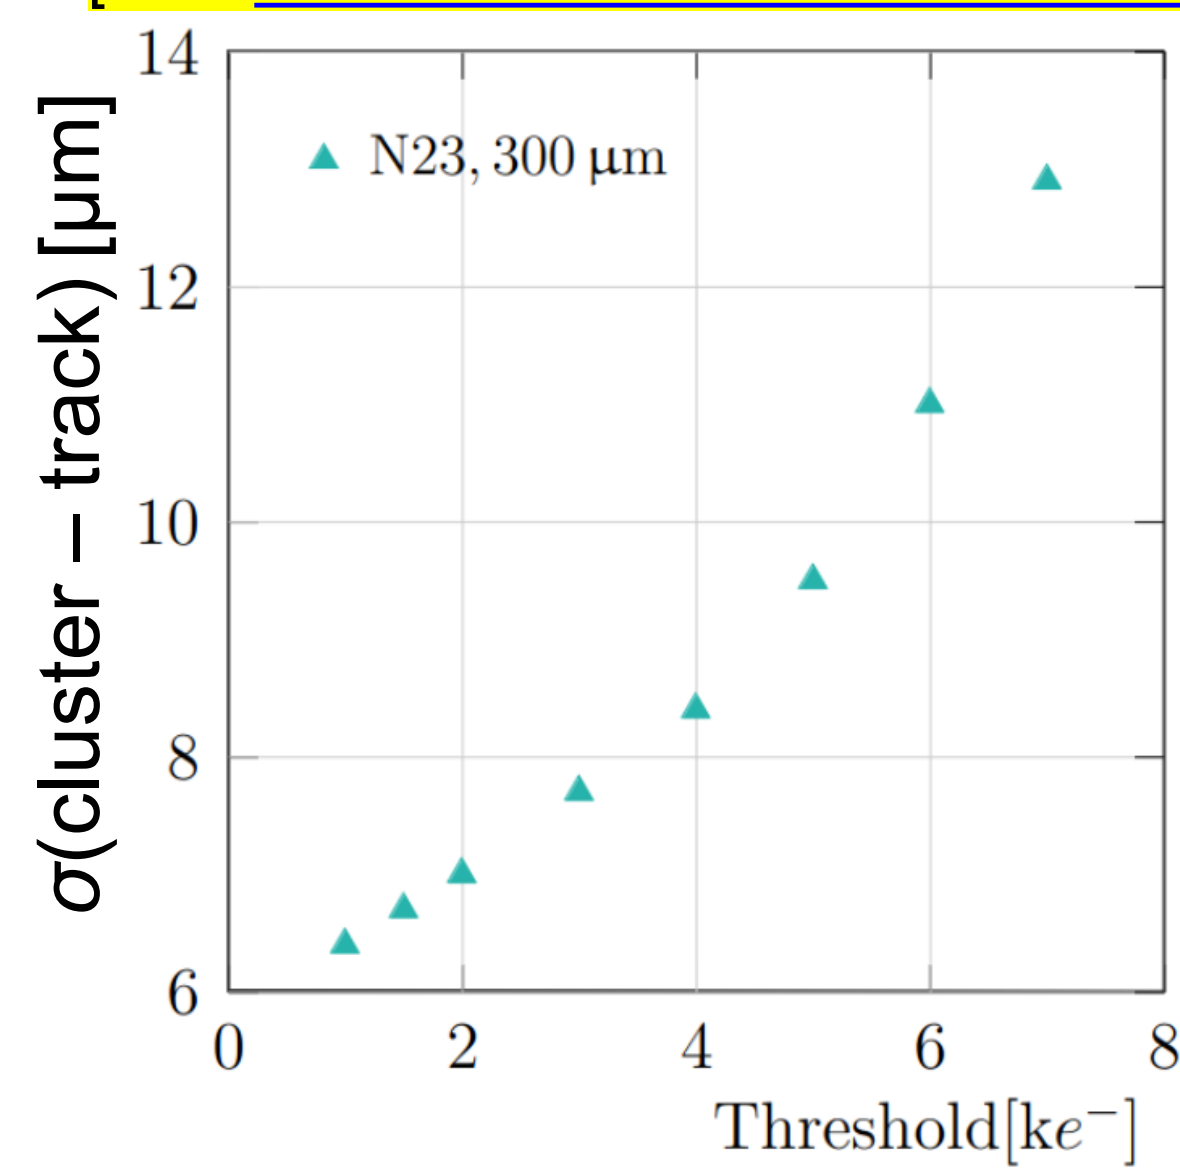 14
N23, 300 μm
12
10
8
6
0 2 4 6 8
Threshold[ke⁻]
σ(cluster – track) [μm]